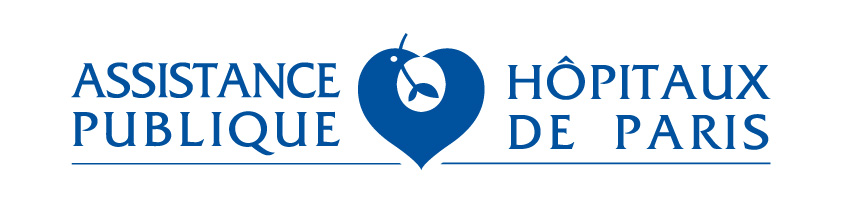 ASSISTANCE
PUBLIQUE
HÔPITAUX
DE PARIS